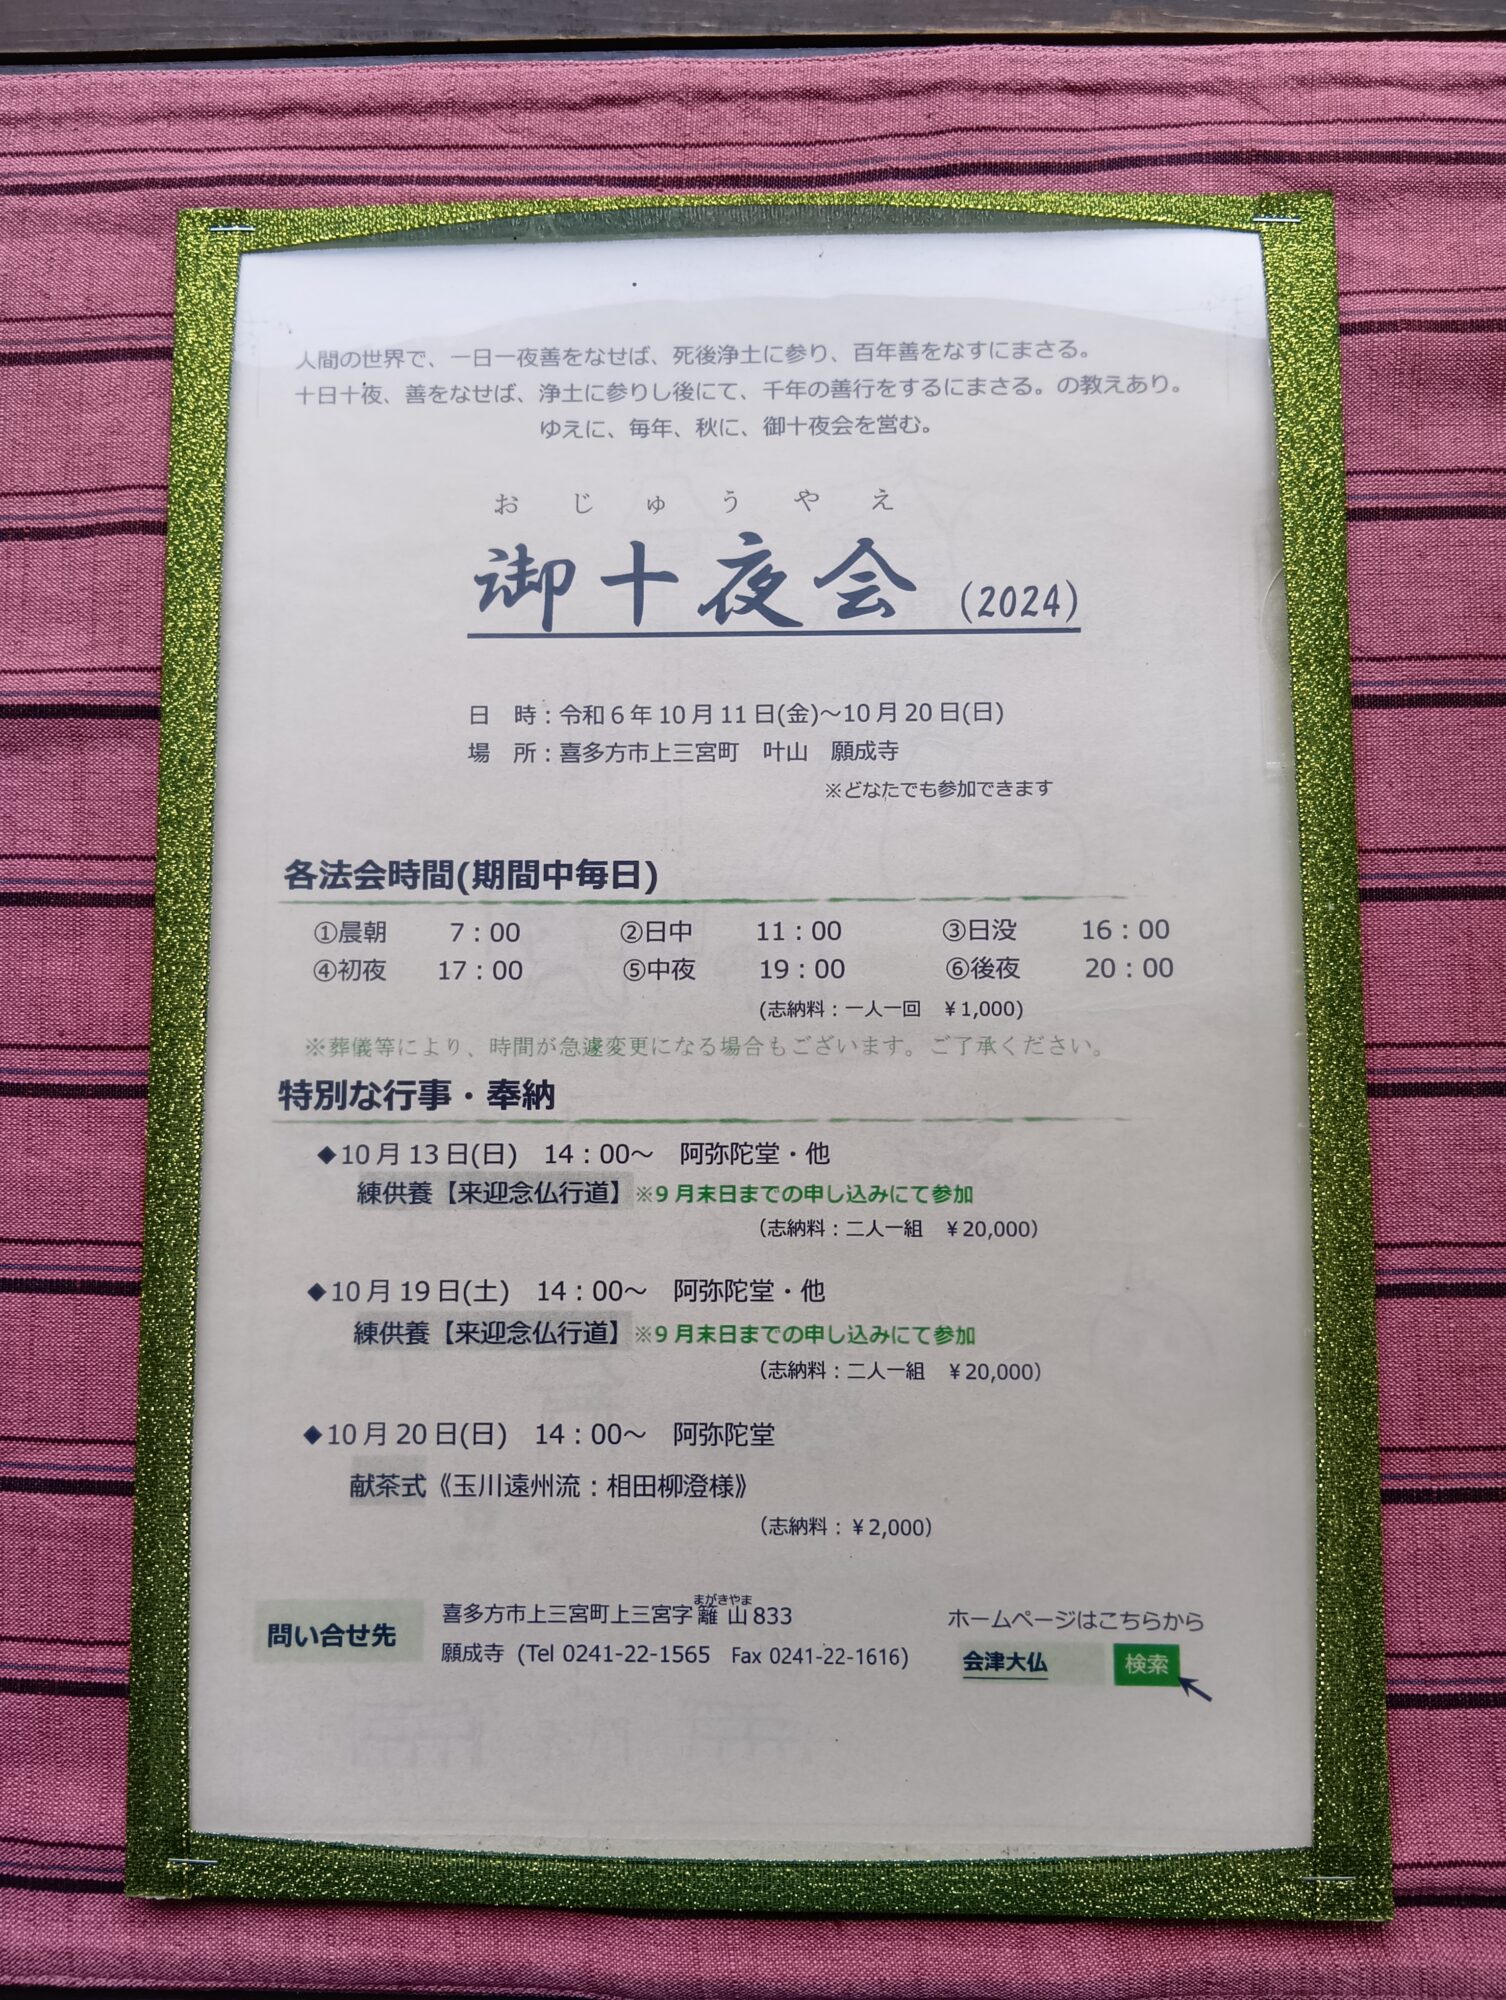 人間の世界で、一日一夜善をなせば、死後浄土に参り、百年善をなすにまさる。
十日十夜、善をなせば、浄土に参りし後にて、千年の善行をするにまさる。の教えあり。
ゆえに、毎年、秋に、御十夜会を営む。
おじゅうやえ
御十夜会（2024）
日　時：令和６年10月11日(金)～10月20日(日)
場　所：喜多方市上三宮町　叶山　願成寺
※どなたでも参加できます
各法会時間(期間中毎日)
①晨朝　7：00　②日中　11：00　③日没　16：00
④初夜　17：00　⑤中夜　19：00　⑥後夜　20：00
(志納料：一人一回　￥1,000)
※葬儀等により、時間が急遽変更になる場合もございます。ご了承ください。
特別な行事・奉納
◆10月13日(日)　14：00～　阿弥陀堂・他
練供養【来迎念仏行道】※9月末日までの申し込みにて参加
（志納料：二人一組　￥20,000）
◆10月19日(土)　14：00～　阿弥陀堂・他
練供養【来迎念仏行道】※9月末日までの申し込みにて参加
（志納料：二人一組　￥20,000）
◆10月20日(日)　14：00～　阿弥陀堂
献茶式《玉川遠州流：相田柳澄様》
（志納料：￥2,000）
まがきやま
喜多方市上三宮町上三宮字籬山833
問い合せ先
願成寺（Tel 0241-22-1565　Fax 0241-22-1616）
ホームページはこちらから
会津大仏　検索